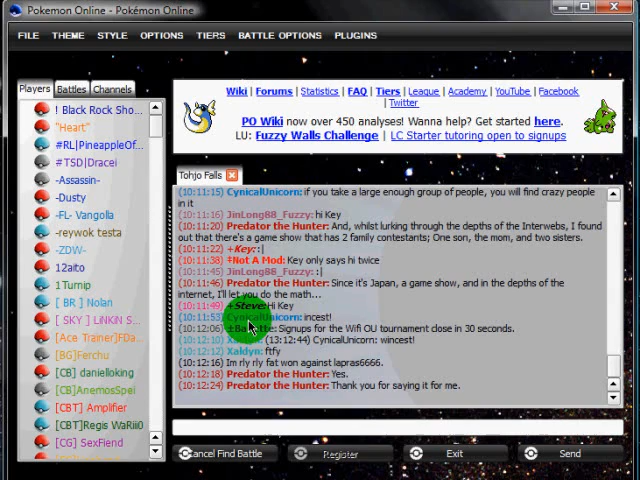 Pokemon Online - Pokémon Online
FILE THEME STYLE OPTIONS TIERS BATTLE OPTIONS PLUGINS
Players Battles Channels
! Black Rock Sho...
"Heart"
#RL|PineappleOf...
#TSD|Dracei
-Assassin-
-Dusty
-FL- Vangolla
-reywok testa
-ZDW-
12aito
1 Turnip
[ BR ] Nolan
[ SKY ] LiNKiN S...
[Ace Trainer]FDa...
[BG]Ferchu
[CB] danielloking
[CB]AnemosSpei
[CBT] Amplifier
[CBT]Regis WaRiii0
[CG] SexFiend
Wiki | Forums | Statistics | FAQ | Tiers | League | Academy | YouTube | Facebook
| Twitter
PO Wiki now over 450 analyses! Wanna help? Get started here.
LU: Fuzzy Walls Challenge | LC Starter tutoring open to signups
Tohjo Falls
(10:11:15) CynicalUnicorn: if you take a large enough group of people, you will find crazy people
in it
(10:11:16) JinLong88_Fuzzy: hi Key
(10:11:20) Predator the Hunter: And, whilst lurking through the depths of the Interwebs, I found
out that there's a game show that has 2 family contestants; One son, the mom, and two sisters.
(10:11:22) +Key: :|
(10:11:38) ‡Not A Mod: Key only says hi twice
(10:11:45) JinLong88_Fuzzy: :|
(10:11:46) Predator the Hunter: Since it's Japan, a game show, and in the depths of the
internet, I'll let you do the math...
(10:11:49) +Steve: Hi Key
(10:11:53) CynicalUnicorn: incest!
(10:12:06) Signups for the Wifi OU tournament close in 30 seconds.
(10:12:10) Xaklyn: (13:12:44) CynicalUnicorn: wincest!
(10:12:12) Xaklyn: ftfy
(10:12:16) Im rly rly fat won against lapras6666.
(10:12:18) Predator the Hunter: Yes.
(10:12:24) Predator the Hunter: Thank you for saying it for me.
Cancel Find Battle Register Exit Send